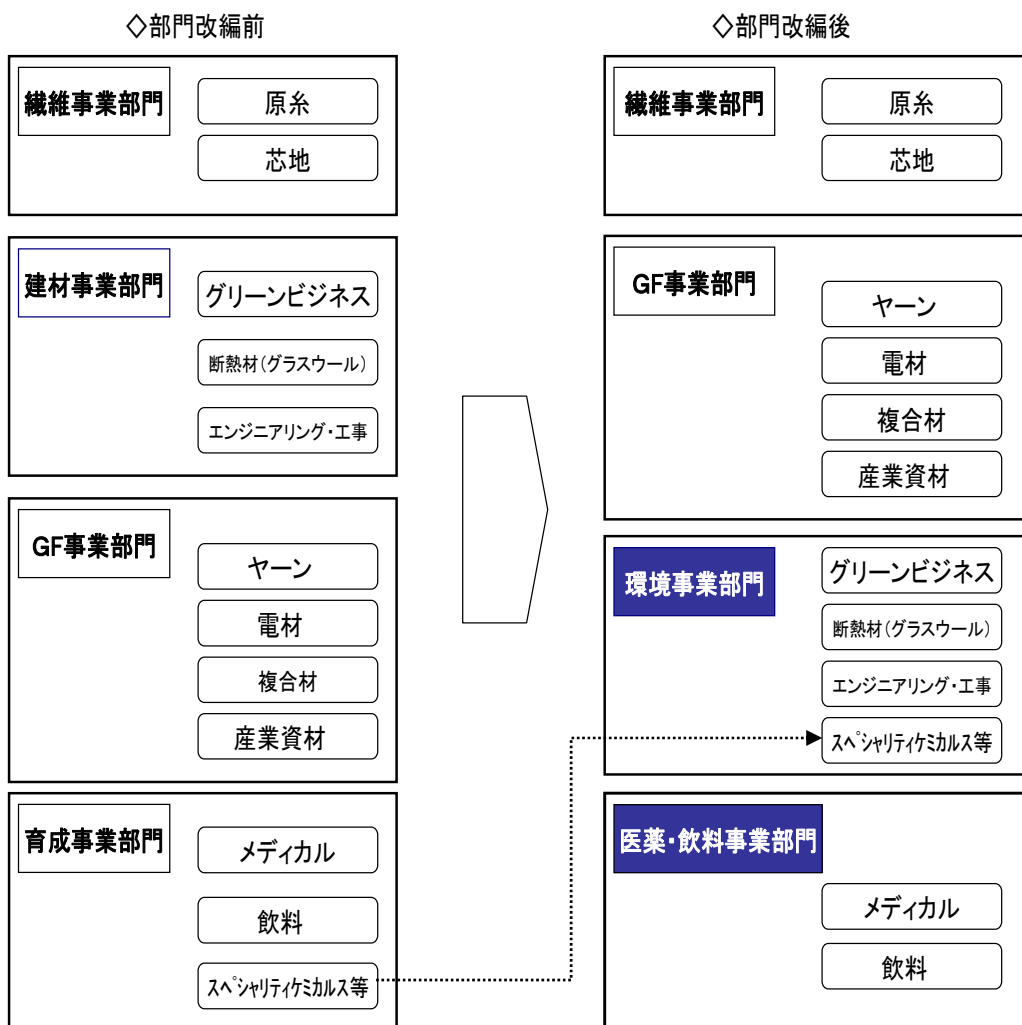 ◇部門改編前
繊維事業部門
原糸
芯地
建材事業部門
グリーンビジネス
断熱材(グラスウール)
エンジニアリング・工事
GF事業部門
ヤーン
電材
複合材
産業資材
育成事業部門
メディカル
飲料
スペシャリティケミカルス等
◇部門改編後
繊維事業部門
原糸
芯地
GF事業部門
ヤーン
電材
複合材
産業資材
環境事業部門
グリーンビジネス
断熱材(グラスウール)
エンジニアリング・工事
スペシャリティケミカルス等
医薬・飲料事業部門
メディカル
飲料